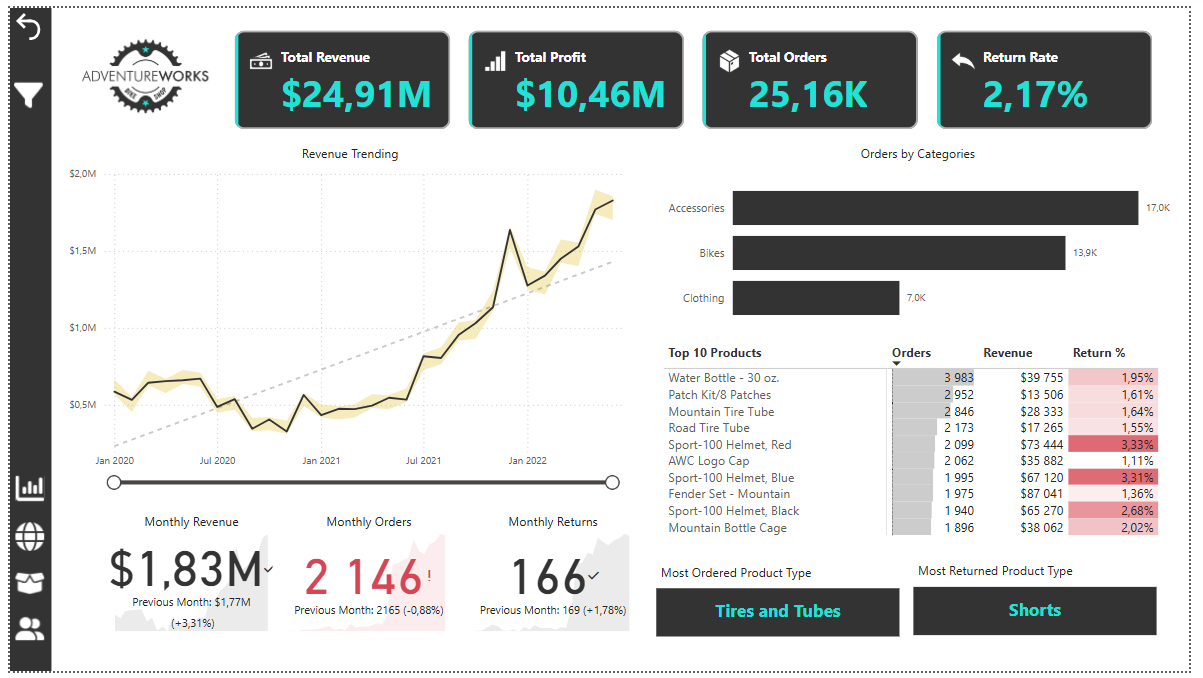 ADVENTUREWORKS
BIKE SHOP
Total Revenue
$24,91M
Total Profit
$10,46M
Total Orders
25,16K
Return Rate
2,17%
Revenue Trending
$2,0M
$1,5M
$1,0M
$0,5M
Jan 2020 Jul 2020 Jan 2021 Jul 2021 Jan 2022
Orders by Categories
Accessories 17,0K
Bikes 13,9K
Clothing 7,0K
Top 10 Products Orders Revenue Return %
Water Bottle - 30 oz. 3 983 $39 755 1,95%
Patch Kit/8 Patches 2 952 $13 506 1,61%
Mountain Tire Tube 2 846 $28 333 1,64%
Road Tire Tube 2 173 $17 265 1,55%
Sport-100 Helmet, Red 2 099 $73 444 3,33%
AWC Logo Cap 2 062 $35 882 1,11%
Sport-100 Helmet, Blue 1 995 $67 120 3,31%
Fender Set - Mountain 1 975 $87 041 1,36%
Sport-100 Helmet, Black 1 940 $65 270 2,68%
Mountain Bottle Cage 1 896 $38 062 2,02%
Monthly Revenue
$1,83M
Previous Month: $1,77M
(+3,31%)
Monthly Orders
2 146!
Previous Month: 2165 (-0,88%)
Monthly Returns
166
Previous Month: 169 (+1,78%)
Most Ordered Product Type
Tires and Tubes
Most Returned Product Type
Shorts